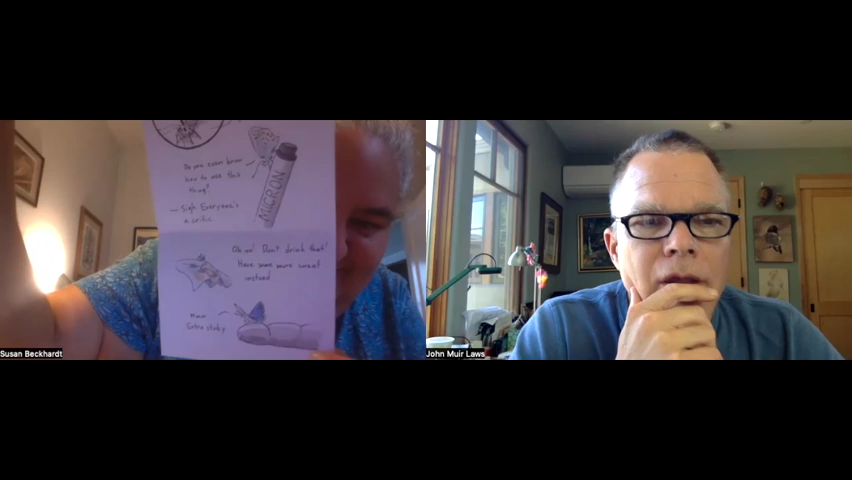 Do you even know
how to use this
thing?
- Sigh. Everyone's
a critic.
MICRON
Oh no! Don't drink that!
Have some more sweat
instead
Mmm
Extra stinky
Susan Beckhardt
John Muir Laws